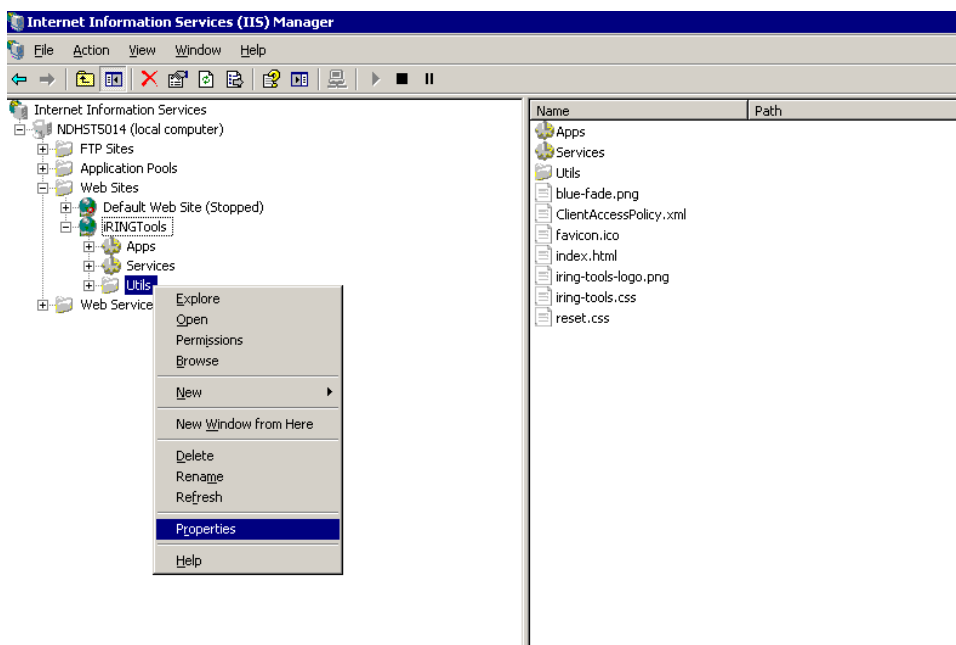 Internet Information Services (IIS) Manager
File Action View Window Help
Internet Information Services
NDHST5014 (local computer)
FTP Sites
Application Pools
Web Sites
Default Web Site (Stopped)
iRINGTools
Apps
Services
Utils
Web Service
Explore
Open
Permissions
Browse
New
New Window from Here
Delete
Rename
Refresh
Properties
Help
Name Path
Apps
Services
Utils
blue-fade.png
ClientAccessPolicy.xml
favicon.ico
index.html
iring-tools-logo.png
iring-tools.css
reset.css